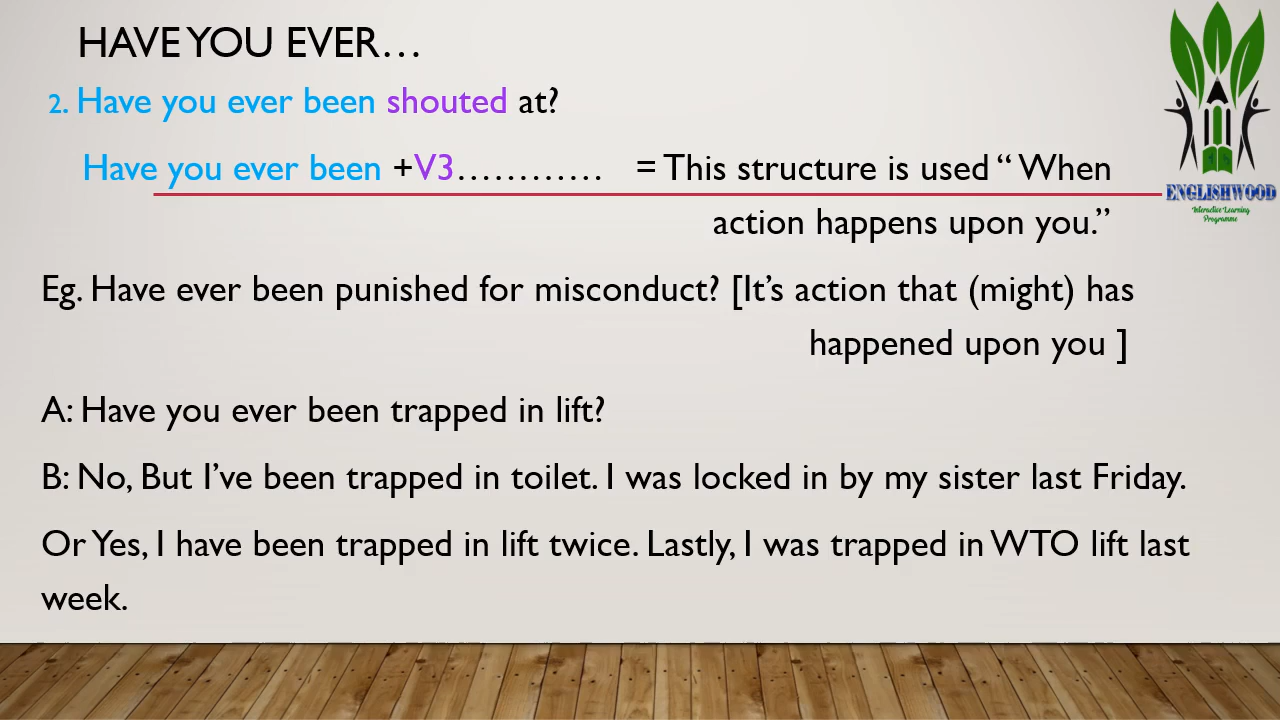 HAVE YOU EVER…
2. Have you ever been shouted at?
Have you ever been +V3………… = This structure is used “ When
action happens upon you.”
Eg. Have ever been punished for misconduct? [It’s action that (might) has
happened upon you ]
A: Have you ever been trapped in lift?
B: No, But I’ve been trapped in toilet. I was locked in by my sister last Friday.
Or Yes, I have been trapped in lift twice. Lastly, I was trapped in WTO lift last
week.
ENGLISHWOOD
Interactive Learning
Programme